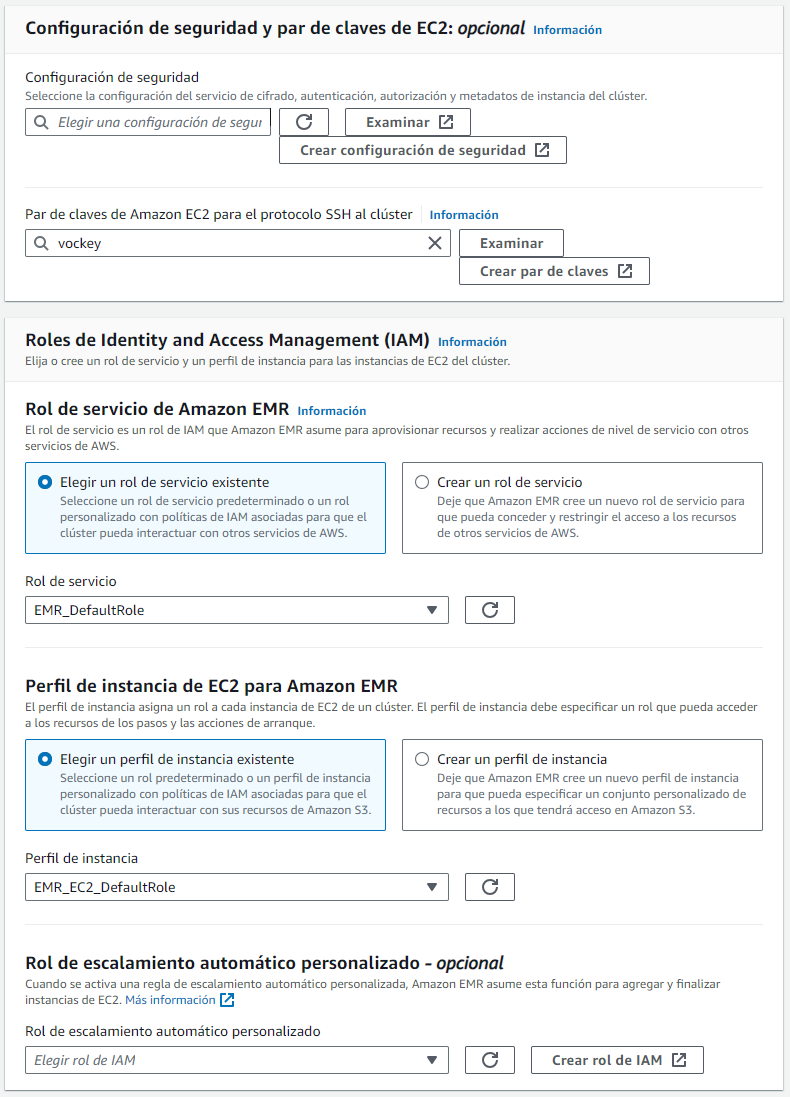 Configuración de seguridad y par de claves de EC2: opcional Información
Configuración de seguridad
Seleccione la configuración del servicio de cifrado, autenticación, autorización y metadatos de instancia del clúster.
Elegir una configuración de segur
Examinar
Crear configuración de seguridad
Par de claves de Amazon EC2 para el protocolo SSH al clúster Información
vockey
Examinar
Crear par de claves
Roles de Identity and Access Management (IAM) Información
Elija o cree un rol de servicio y un perfil de instancia para las instancias de EC2 del clúster.
Rol de servicio de Amazon EMR Información
El rol de servicio es un rol de IAM que Amazon EMR asume para aprovisionar recursos y realizar acciones de nivel de servicio con otros
servicios de AWS.
Elegir un rol de servicio existente
Seleccione un rol de servicio predeterminado o un rol
personalizado con políticas de IAM asociadas para que el
clúster pueda interactuar con otros servicios de AWS.
Crear un rol de servicio
Deje que Amazon EMR cree un nuevo rol de servicio para
que pueda conceder y restringir el acceso a los recursos
de otros servicios de AWS.
Rol de servicio
EMR_DefaultRole
Perfil de instancia de EC2 para Amazon EMR
El perfil de instancia asigna un rol a cada instancia de EC2 de un clúster. El perfil de instancia debe especificar un rol que pueda acceder
a los recursos de los pasos y las acciones de arranque.
Elegir un perfil de instancia existente
Seleccione un rol predeterminado o un perfil de instancia
personalizado con políticas de IAM asociadas para que el
clúster pueda interactuar con sus recursos de Amazon S3.
Crear un perfil de instancia
Deje que Amazon EMR cree un nuevo perfil de instancia
para que pueda especificar un conjunto personalizado de
recursos a los que tendrá acceso en Amazon S3.
Perfil de instancia
EMR_EC2_DefaultRole
Rol de escalamiento automático personalizado - opcional
Cuando se activa una regla de escalamiento automático personalizada, Amazon EMR asume esta función para agregar y finalizar
instancias de EC2. Más información
Rol de escalamiento automático personalizado
Elegir rol de IAM
Crear rol de IAM